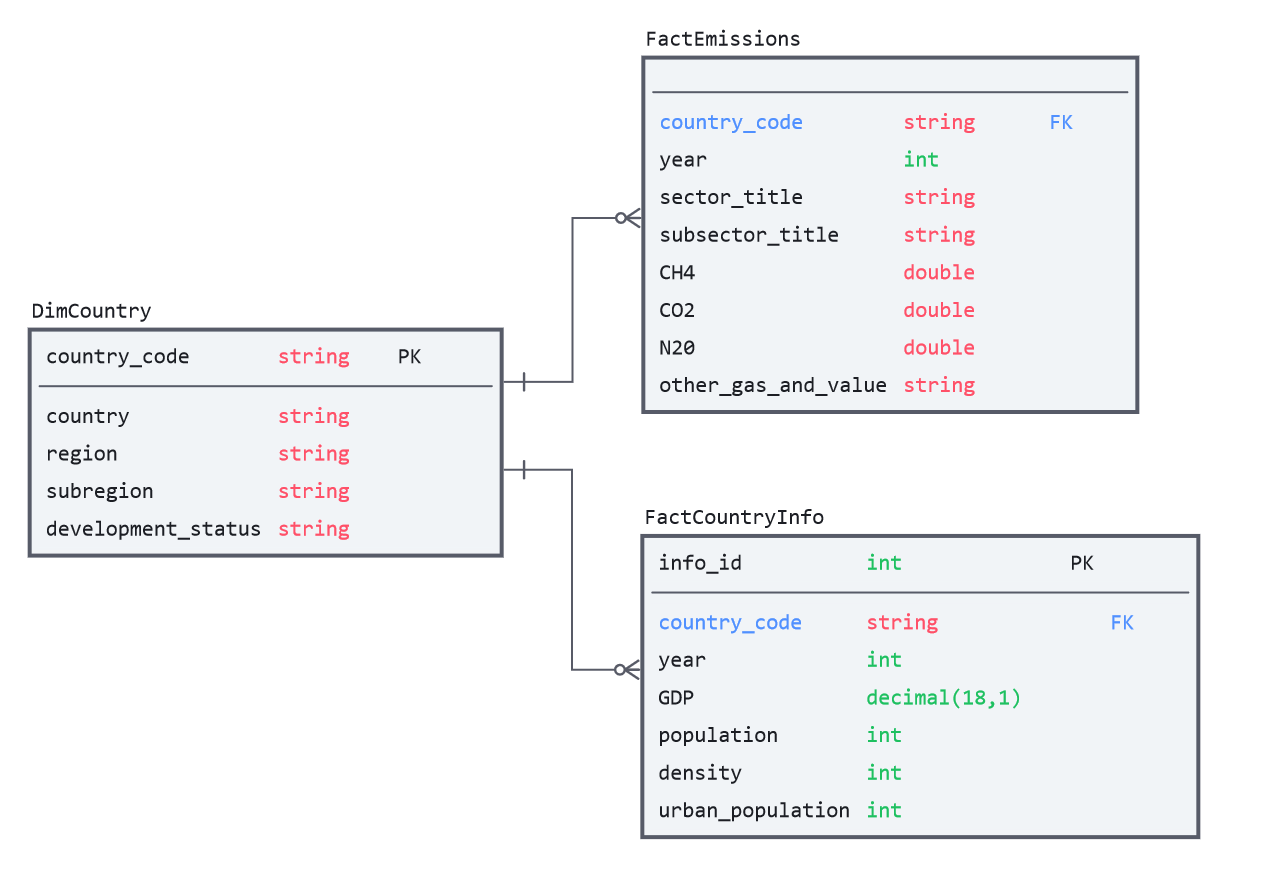 FactEmissions
country_code string FK
year int
sector_title string
subsector_title string
CH4 double
CO2 double
N20 double
other_gas_and_value string
DimCountry
country_code string PK
country string
region string
subregion string
development_status string
FactCountryInfo
info_id int PK
country_code string FK
year int
GDP decimal(18,1)
population int
density int
urban_population int